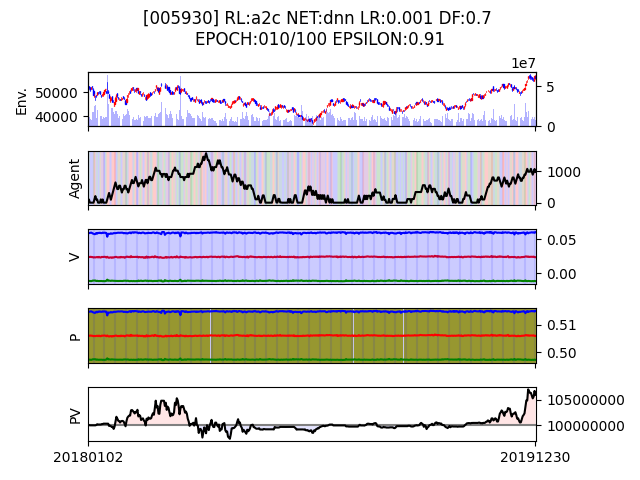 [005930] RL:a2c NET:dnn LR:0.001 DF:0.7
EPOCH:010/100 EPSILON:0.91
1e7
Env.
50000
40000
5
0
Agent
1000
0
V
0.05
0.00
P
0.51
0.50
PV
105000000
100000000
20180102
20191230